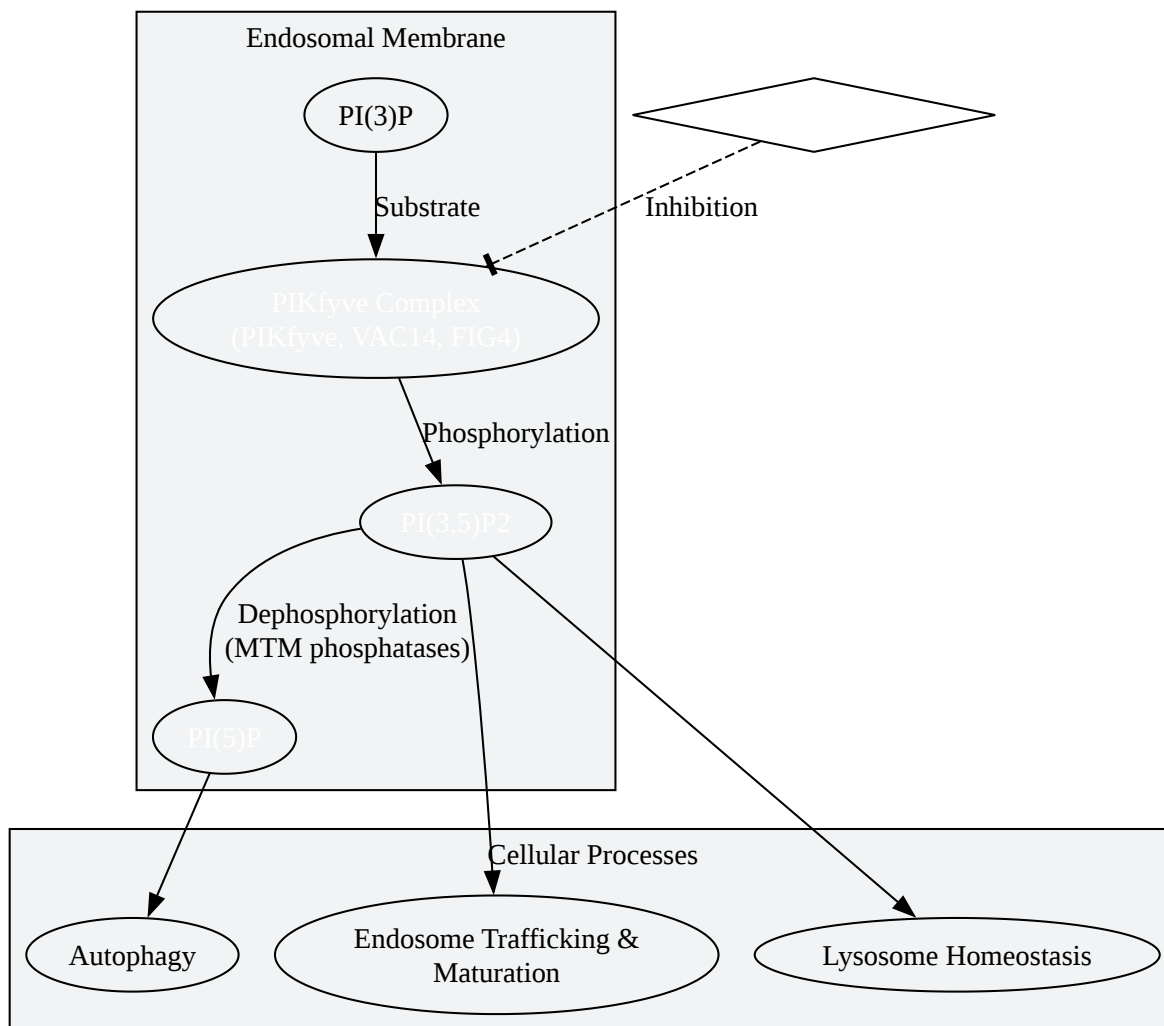 Endosomal Membrane
PI(3)P
Substrate
Inhibition
PIKfyve Complex
(PIKfyve, VAC14, FIG4)
Phosphorylation
PI(3,5)P2
Dephosphorylation
(MTM phosphatases)
PI(5)P
Cellular Processes
Autophagy
Endosome Trafficking &
Maturation
Lysosome Homeostasis